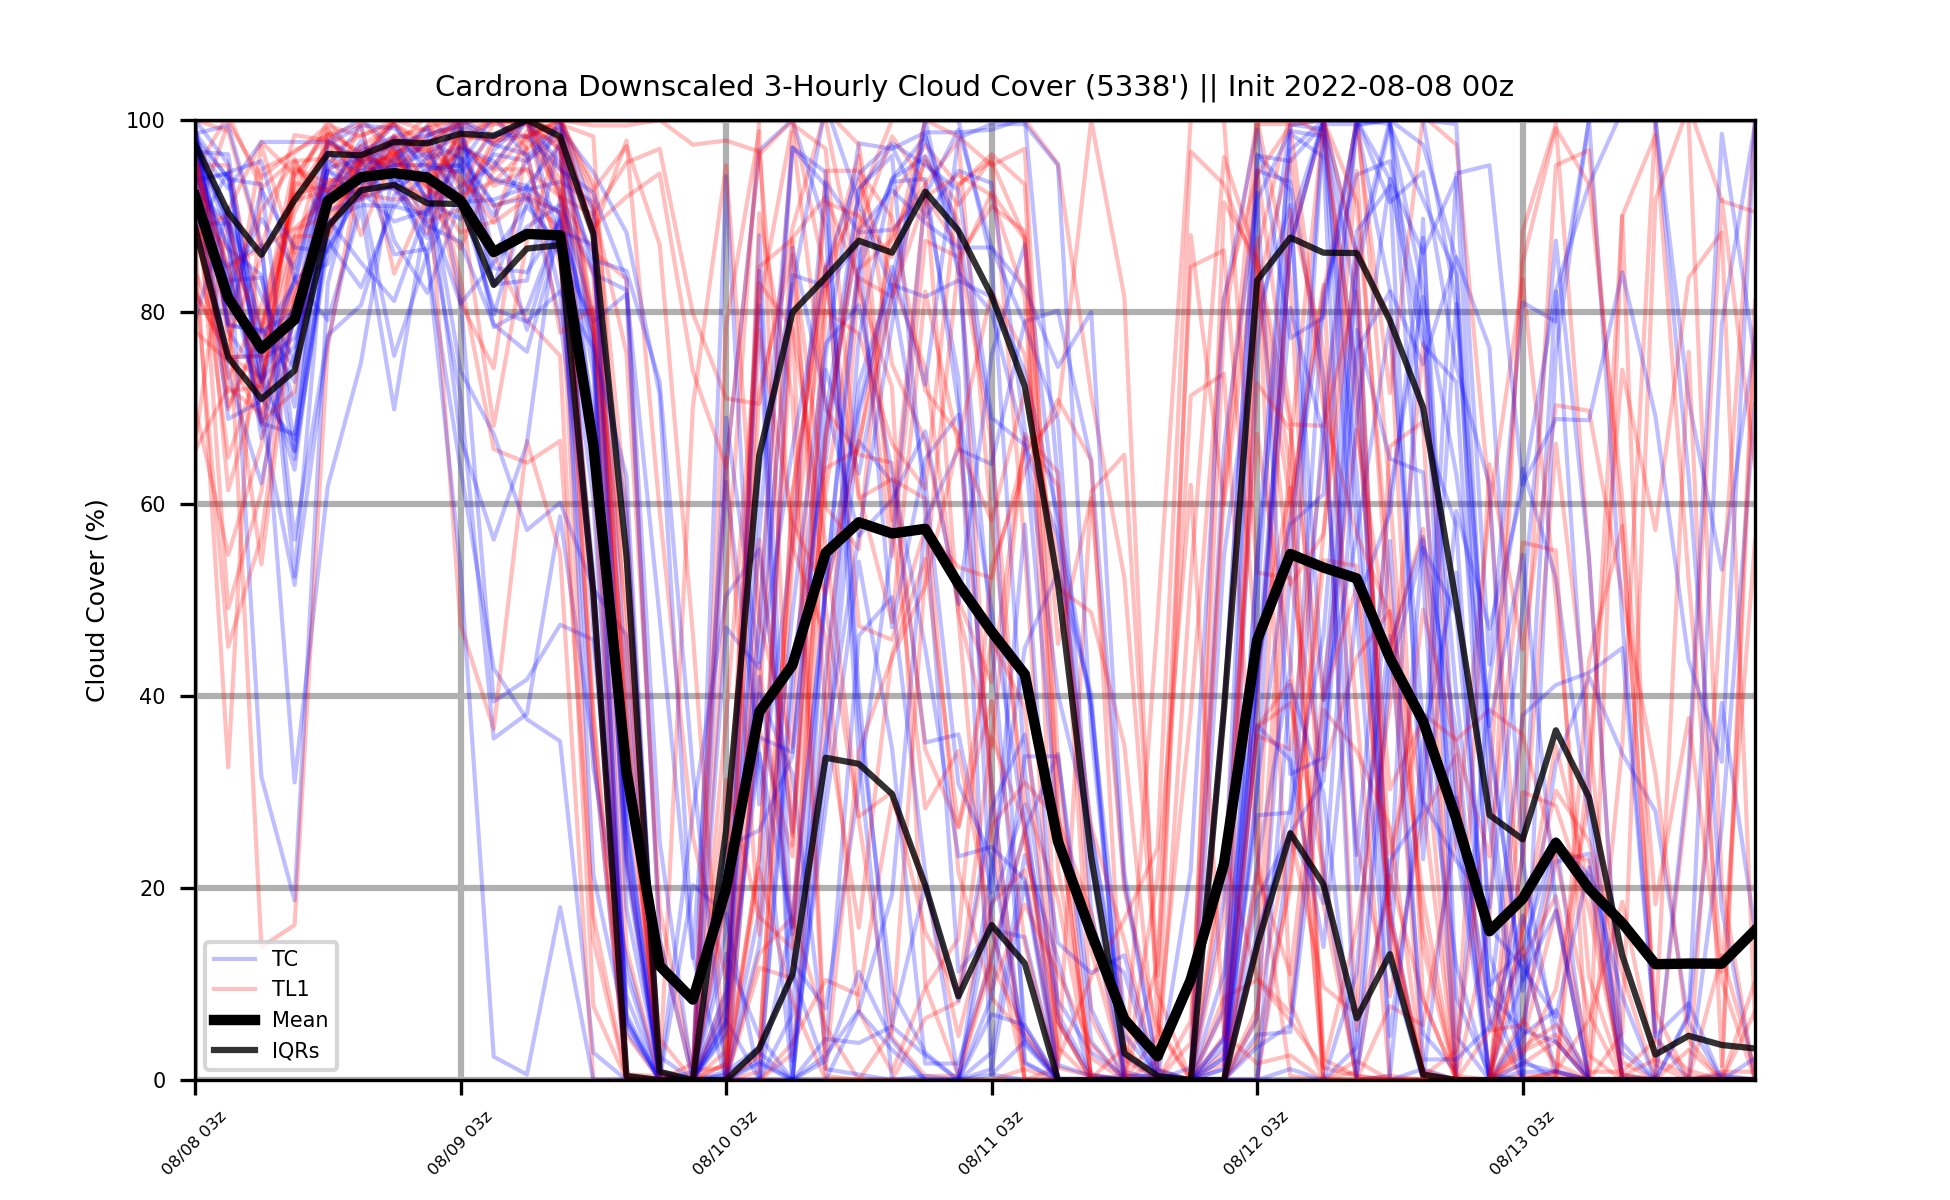 Cardrona Downscaled 3-Hourly Cloud Cover (5338') || Init 2022-08-08 00z
Cloud Cover (%)
100
80
60
40
20
0
TC
TL1
Mean
IQRs
08/08 03z
08/09 03z
08/10 03z
08/11 03z
08/12 03z
08/13 03z